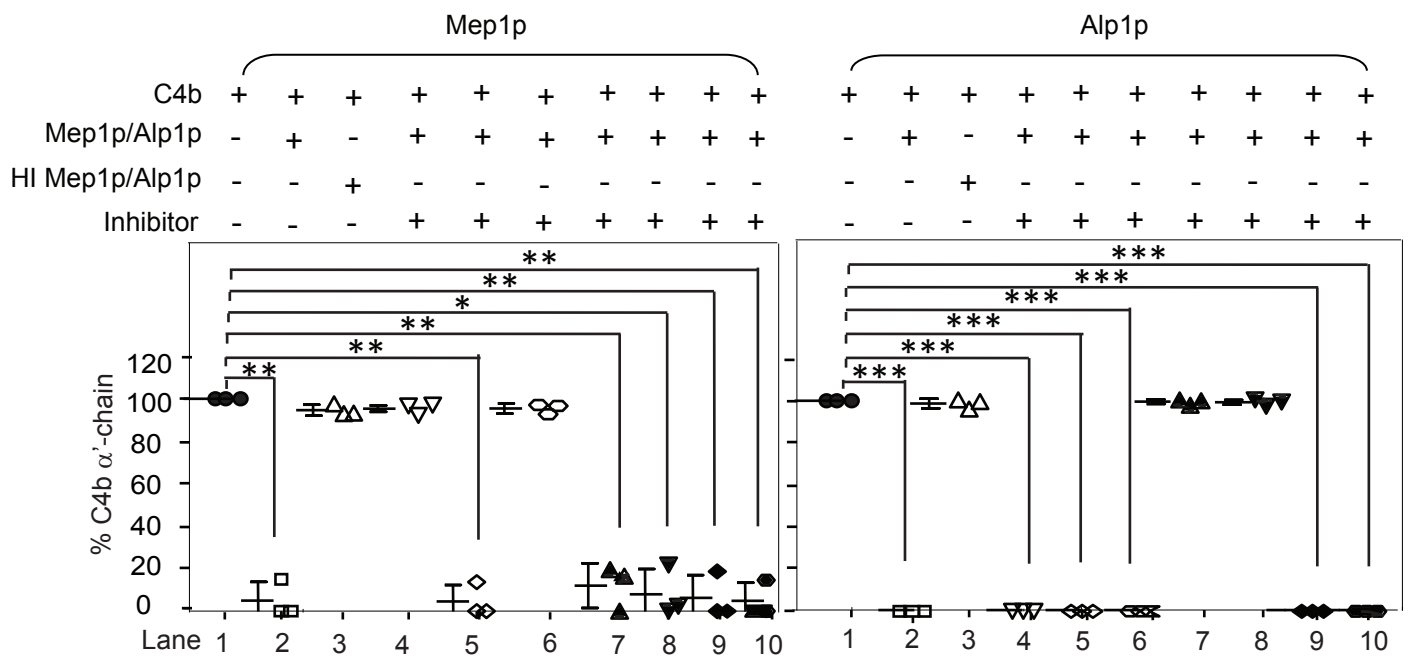 Mep1p Alp1p
C4b + + + + + + + + + + + + + + + + + + + +
Mep1p/Alp1p - + - + + + + + + + - + - + + + + + + +
HI Mep1p/Alp1p - - + - - - - - - - - - + - - - - - - -
Inhibitor - - - + + + + + + + - - - + + + + + + +
** ***
** ***
* ***
** ***
** ***
** ***
120
100
80
60
40
20
0
% C4b α'-chain
Lane 1 2 3 4 5 6 7 8 9 10 1 2 3 4 5 6 7 8 9 10